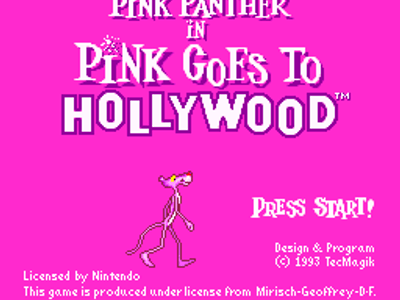 PINK PANTHER
IN
PINK GOES TO
HOLLYWOOD™
PRESS START!
Design & Program
(c) 1993 TecMagik
Licensed by Nintendo
This game is produced under license from Mirisch-Geoffrey-D-F.